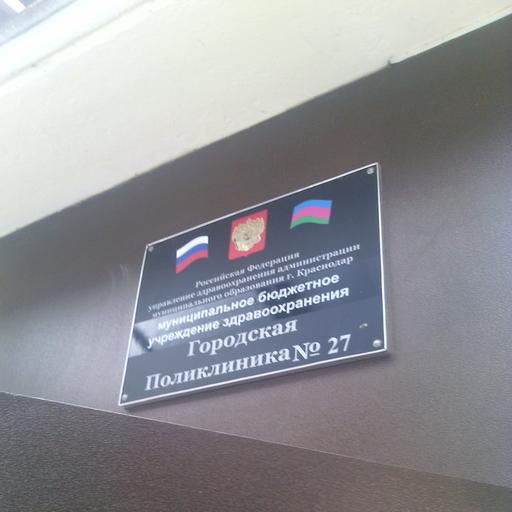 Российская Федерация
управление здравоохранения администрации
муниципального образования г. Краснодар
муниципальное бюджетное
учреждение здравоохранения
Городская
Поликлиника № 27